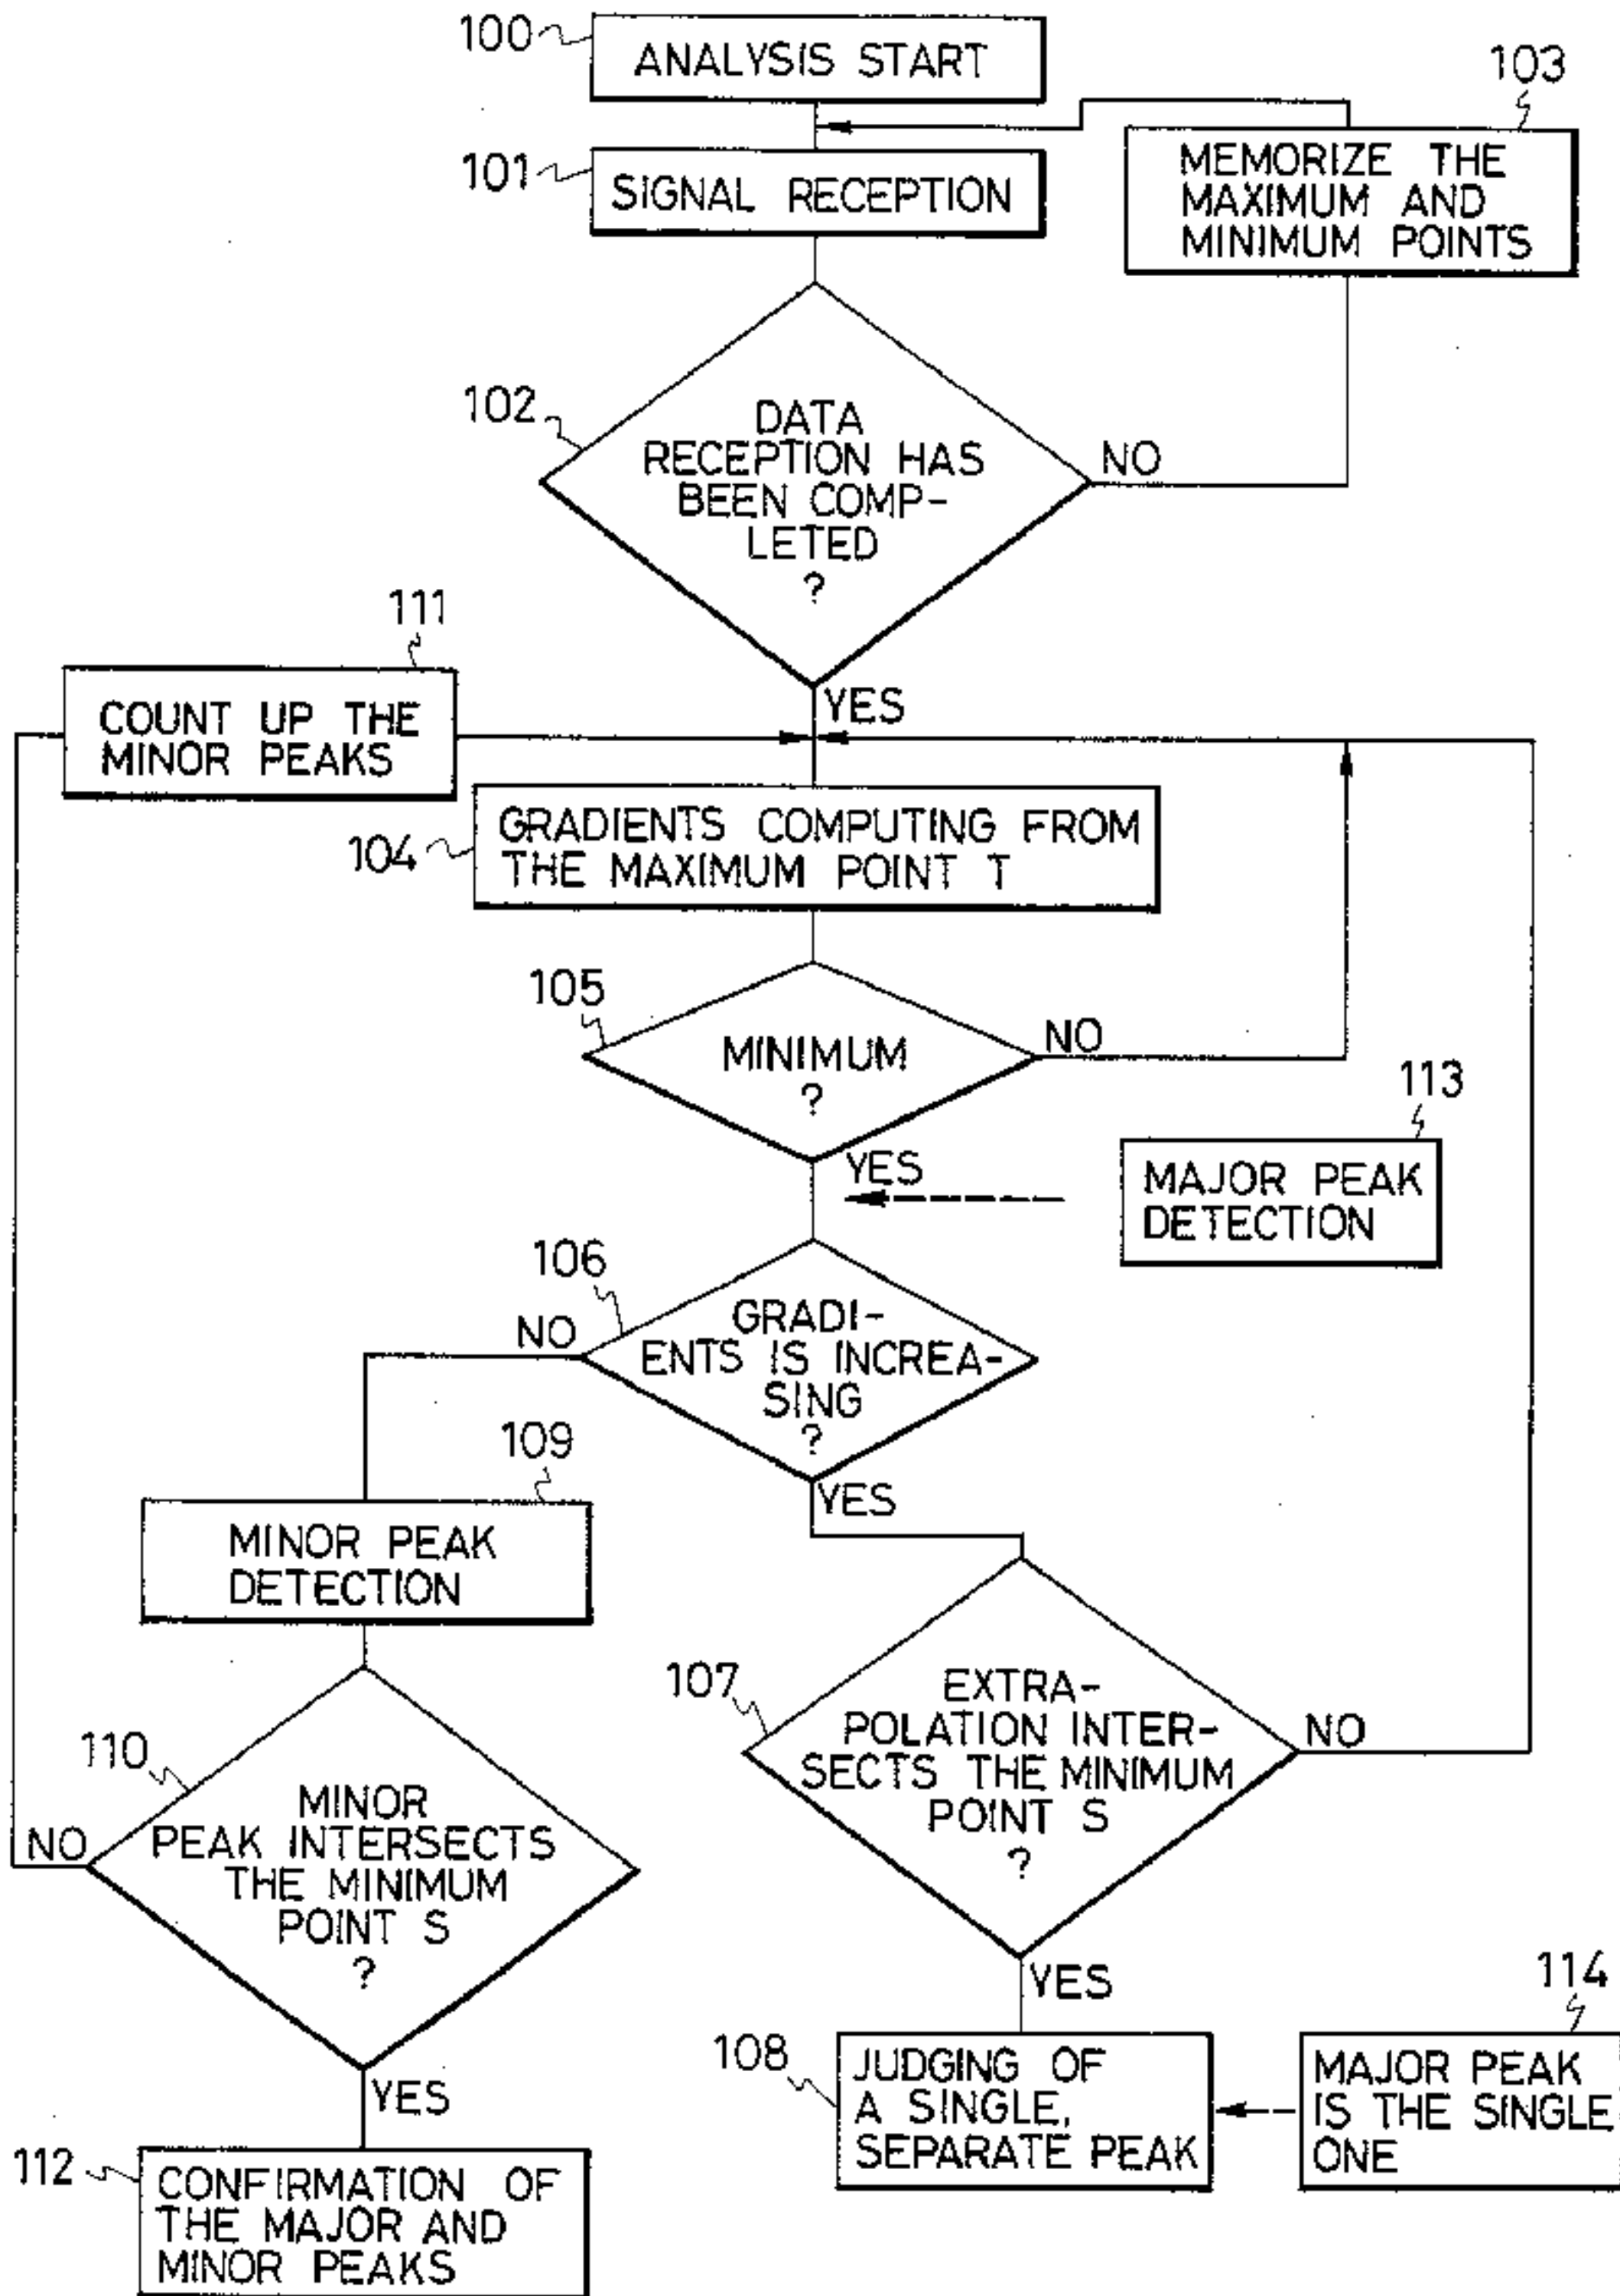 100
ANALYSIS START
103
101
SIGNAL RECEPTION
MEMORIZE THE
MAXIMUM AND
MINIMUM POINTS
102
DATA
RECEPTION HAS
BEEN COMP-
LETED
?
NO
YES
111
COUNT UP THE
MINOR PEAKS
104
GRADIENTS COMPUTING FROM
THE MAXIMUM POINT T
105
MINIMUM
?
NO
YES
113
MAJOR PEAK
DETECTION
106
GRADI-
ENTS IS INCREA-
SING
?
NO
YES
109
MINOR PEAK
DETECTION
107
EXTRA-
POLATION INTER-
SECTS THE MINIMUM
POINT S
?
NO
YES
110
MINOR
PEAK INTERSECTS
THE MINIMUM
POINT S
?
NO
YES
108
JUDGING OF
A SINGLE,
SEPARATE PEAK
114
MAJOR PEAK
IS THE SINGLE
ONE
112
CONFIRMATION OF
THE MAJOR AND
MINOR PEAKS